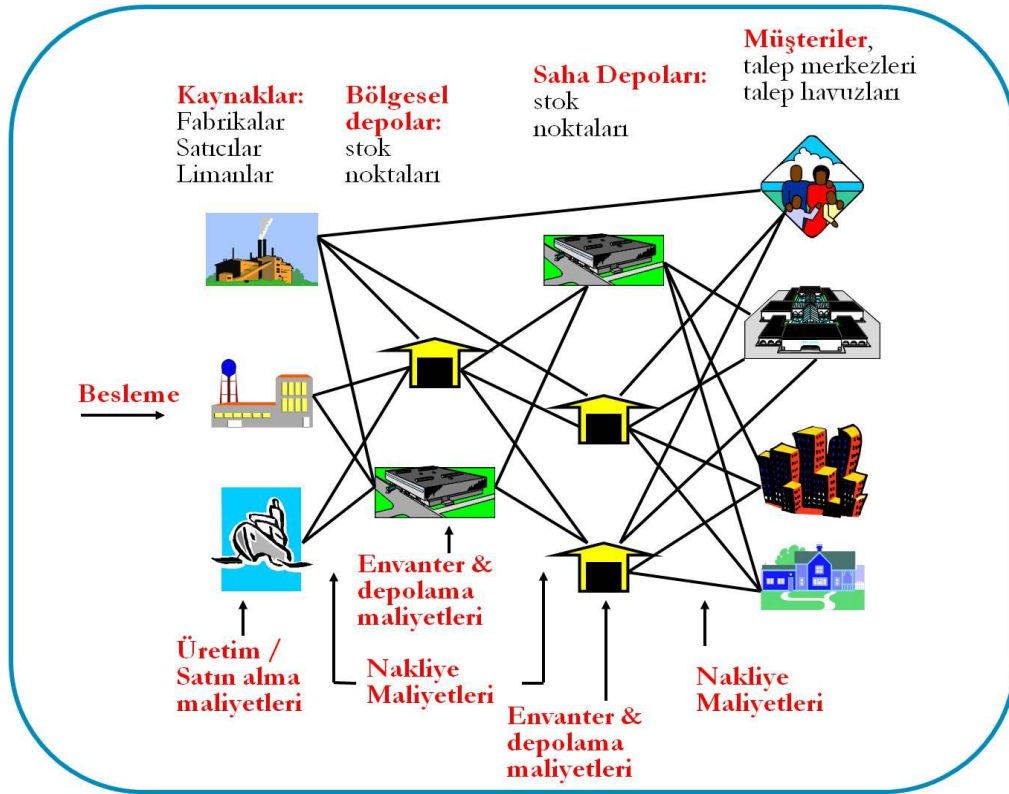 Kaynaklar:
Fabrikalar
Satıcılar
Limanlar
Bölgesel
depolar:
stok
noktaları
Saha Depoları:
stok
noktaları
Müşteriler,
talep merkezleri
talep havuzları
Besleme
Envanter &
depolama
maliyetleri
Üretim /
Satın alma
maliyetleri
Nakliye
Maliyetleri
Envanter &
depolama
maliyetleri
Nakliye
Maliyetleri